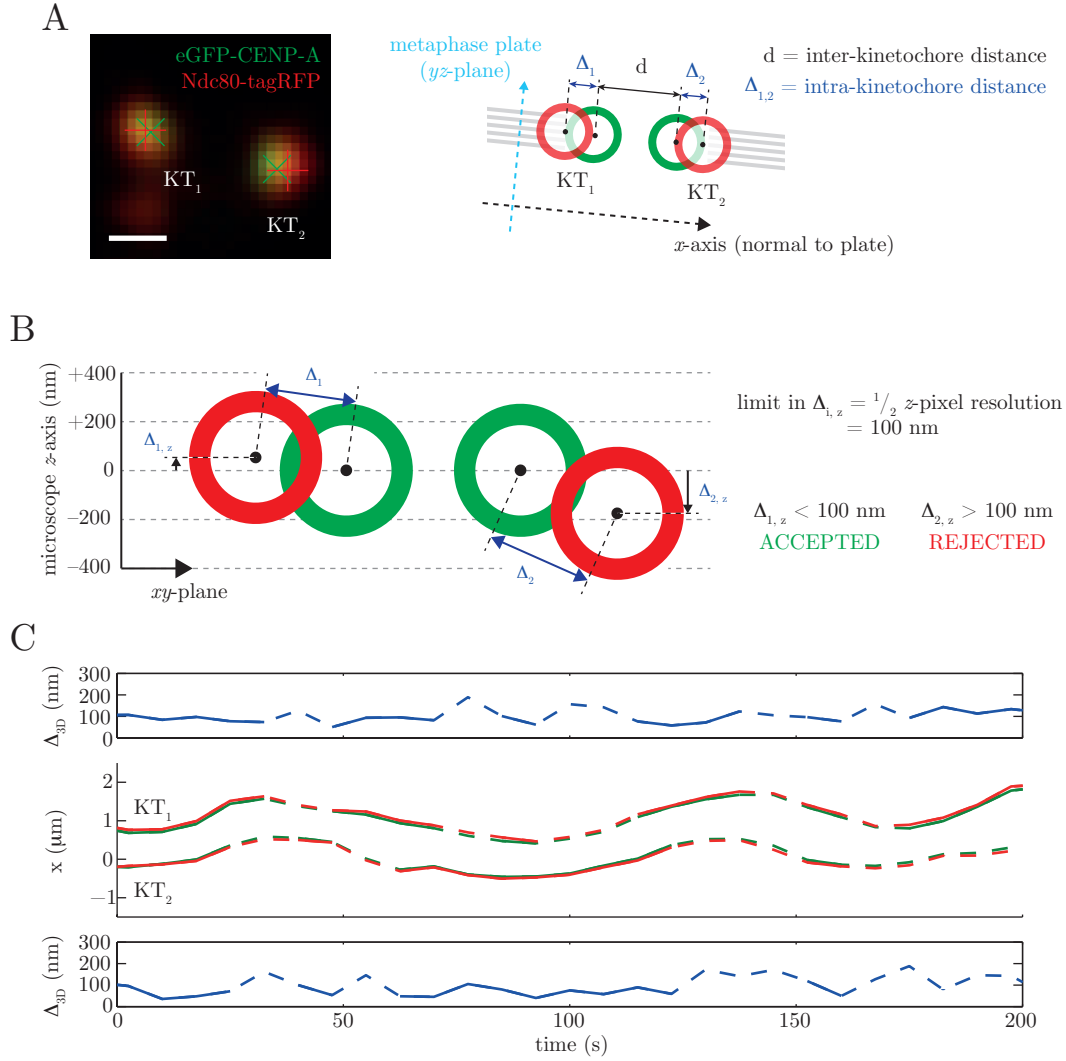 A
eGFP-CENP-A
Ndc80-tagRFP
KT1
KT2
metaphase plate
(yz-plane)
Δ1
d
Δ2
KT1
KT2
x-axis (normal to plate)
d = inter-kinetochore distance
Δ1,2 = intra-kinetochore distance
B
microscope z-axis (nm)
+400
+200
0
−200
−400
xy-plane
Δ1, z
Δ1
Δ2
Δ2, z
limit in Δi, z = 1/2 z-pixel resolution
= 100 nm
Δ1, z < 100 nm
ACCEPTED
Δ2, z > 100 nm
REJECTED
C
Δ3D (nm)
300
200
100
0
x (μm)
2
1
0
−1
KT1
KT2
Δ3D (nm)
300
200
100
0
0
50
100
150
200
time (s)